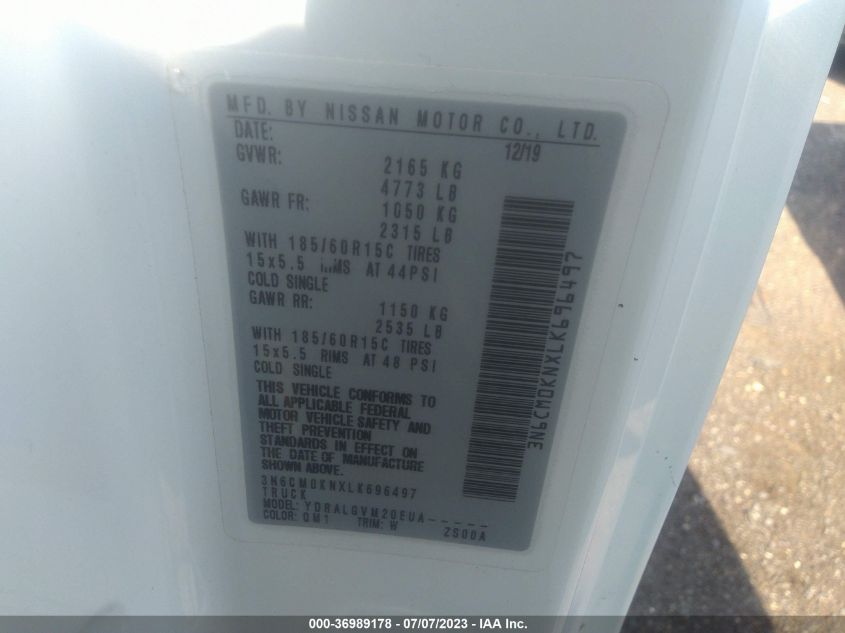 MFD. BY NISSAN MOTOR CO., LTD.
DATE: 12/19
GVWR: 2165 KG
4773 LB
GAWR FR: 1050 KG
2315 LB
WITH 185/60R15C TIRES
15x5.5 RIMS AT 44PSI
COLD SINGLE
GAWR RR: 1150 KG
2535 LB
WITH 185/60R15C TIRES
15x5.5 RIMS AT 48 PSI
COLD SINGLE
THIS VEHICLE CONFORMS TO
ALL APPLICABLE FEDERAL
MOTOR VEHICLE SAFETY AND
THEFT PREVENTION
STANDARDS IN EFFECT ON
THE DATE OF MANUFACTURE
SHOWN ABOVE.
3N6CM0KNXLK696497
TRUCK
MODEL: YDRALGVM20EUA-----
COLOR: QM1 TRIM: W ZS00A
3N6CM0KNXLK696497
000-36989178 - 07/07/2023 - IAA Inc.